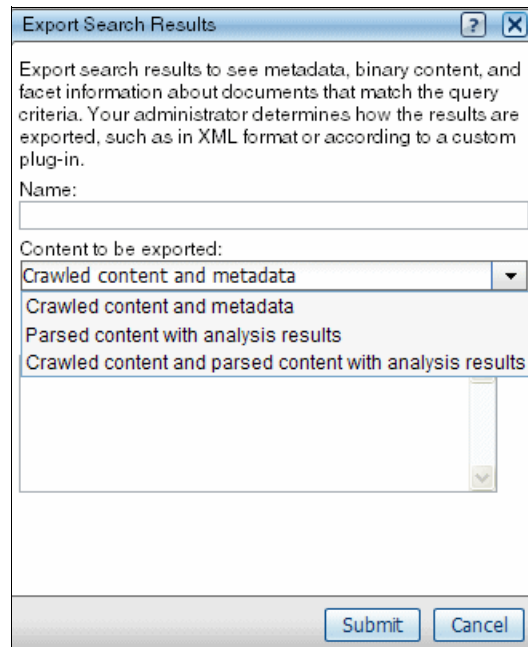 Export Search Results
Export search results to see metadata, binary content, and
facet information about documents that match the query
criteria. Your administrator determines how the results are
exported, such as in XML format or according to a custom
plug-in.
Name:
Content to be exported:
Crawled content and metadata
Crawled content and metadata
Parsed content with analysis results
Crawled content and parsed content with analysis results
Submit Cancel